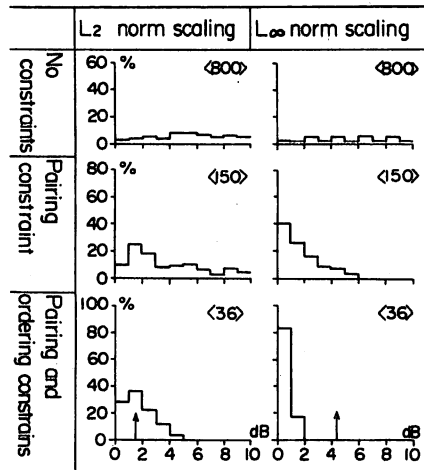 L2 norm scaling L∞ norm scaling
No constraints
60 % <800> <800>
40
20
0
Pairing constraint
80 % <150> <150>
60
40
20
0
Pairing and ordering constrains
100 % <36> <36>
80
60
40
20
0 dB dB
0 2 4 6 8 10 0 2 4 6 8 10